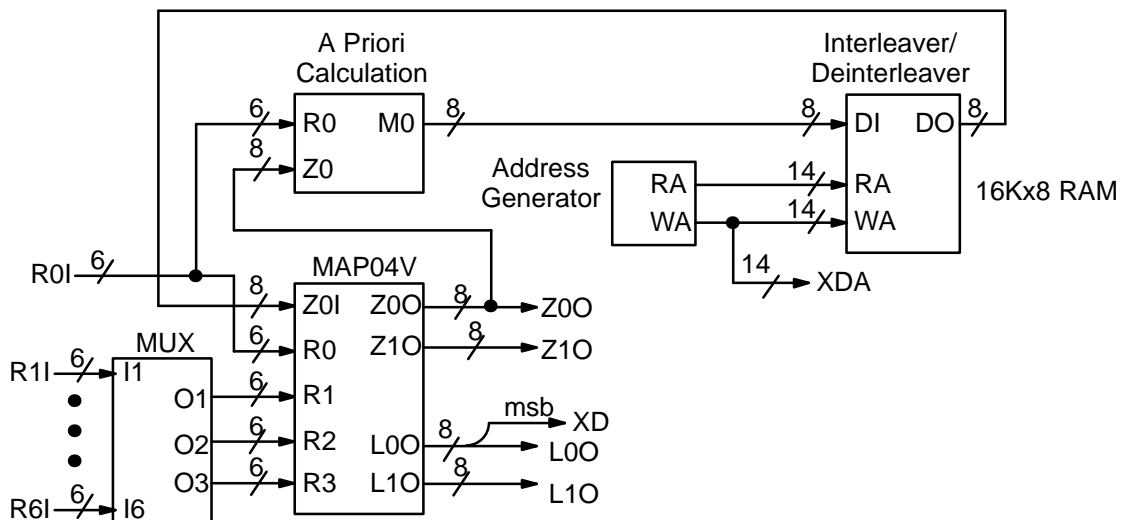 A Priori
Calculation
Interleaver/
Deinterleaver
6
R0
M0
8
8
DI
DO
8
8
Z0
Address
Generator
RA
14
RA
16Kx8 RAM
WA
14
WA
R0I
6
MAP04V
14
XDA
8
Z0I
Z0O
8
Z0O
6
R0
Z1O
8
Z1O
MUX
R1I
6
I1
O1
6
R1
msb
XD
O2
6
R2
L0O
8
L0O
O3
6
R3
L1O
8
L1O
R6I
6
I6